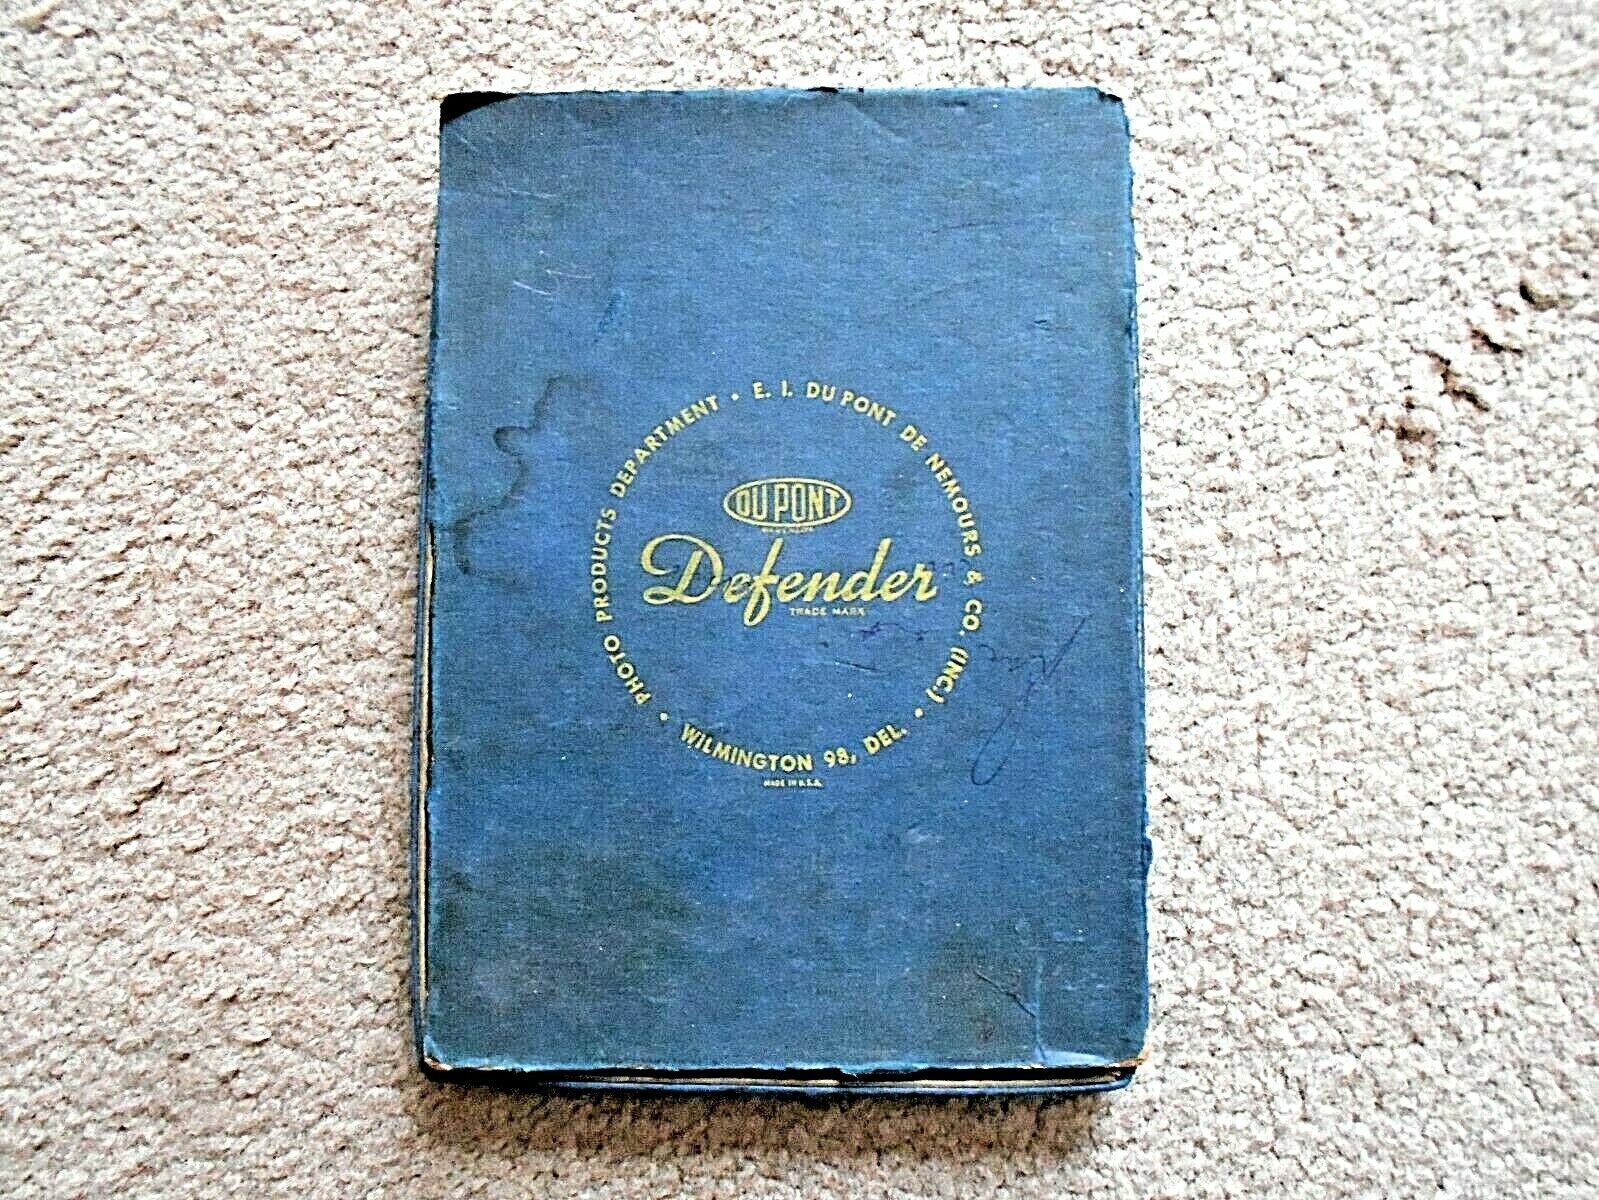 PHOTO PRODUCTS DEPARTMENT • E. I. DU PONT DE NEMOURS & CO. (INC.) •
DU PONT
Defender
TRADE MARK
WILMINGTON 98, DEL. •
MADE IN U.S.A.